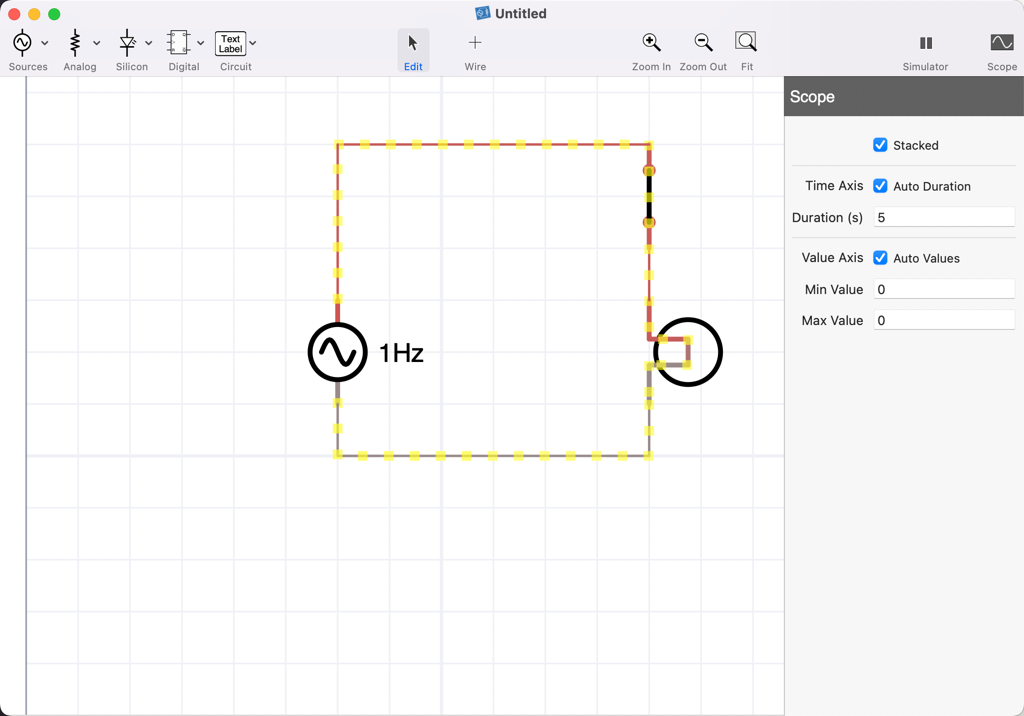 Untitled
Text
Label
Sources
Analog
Silicon
Digital
Circuit
Edit
Wire
Zoom In
Zoom Out
Fit
Simulator
Scope
Scope
Stacked
Time Axis Auto Duration
Duration (s) 5
Value Axis Auto Values
Min Value 0
Max Value 0
1Hz